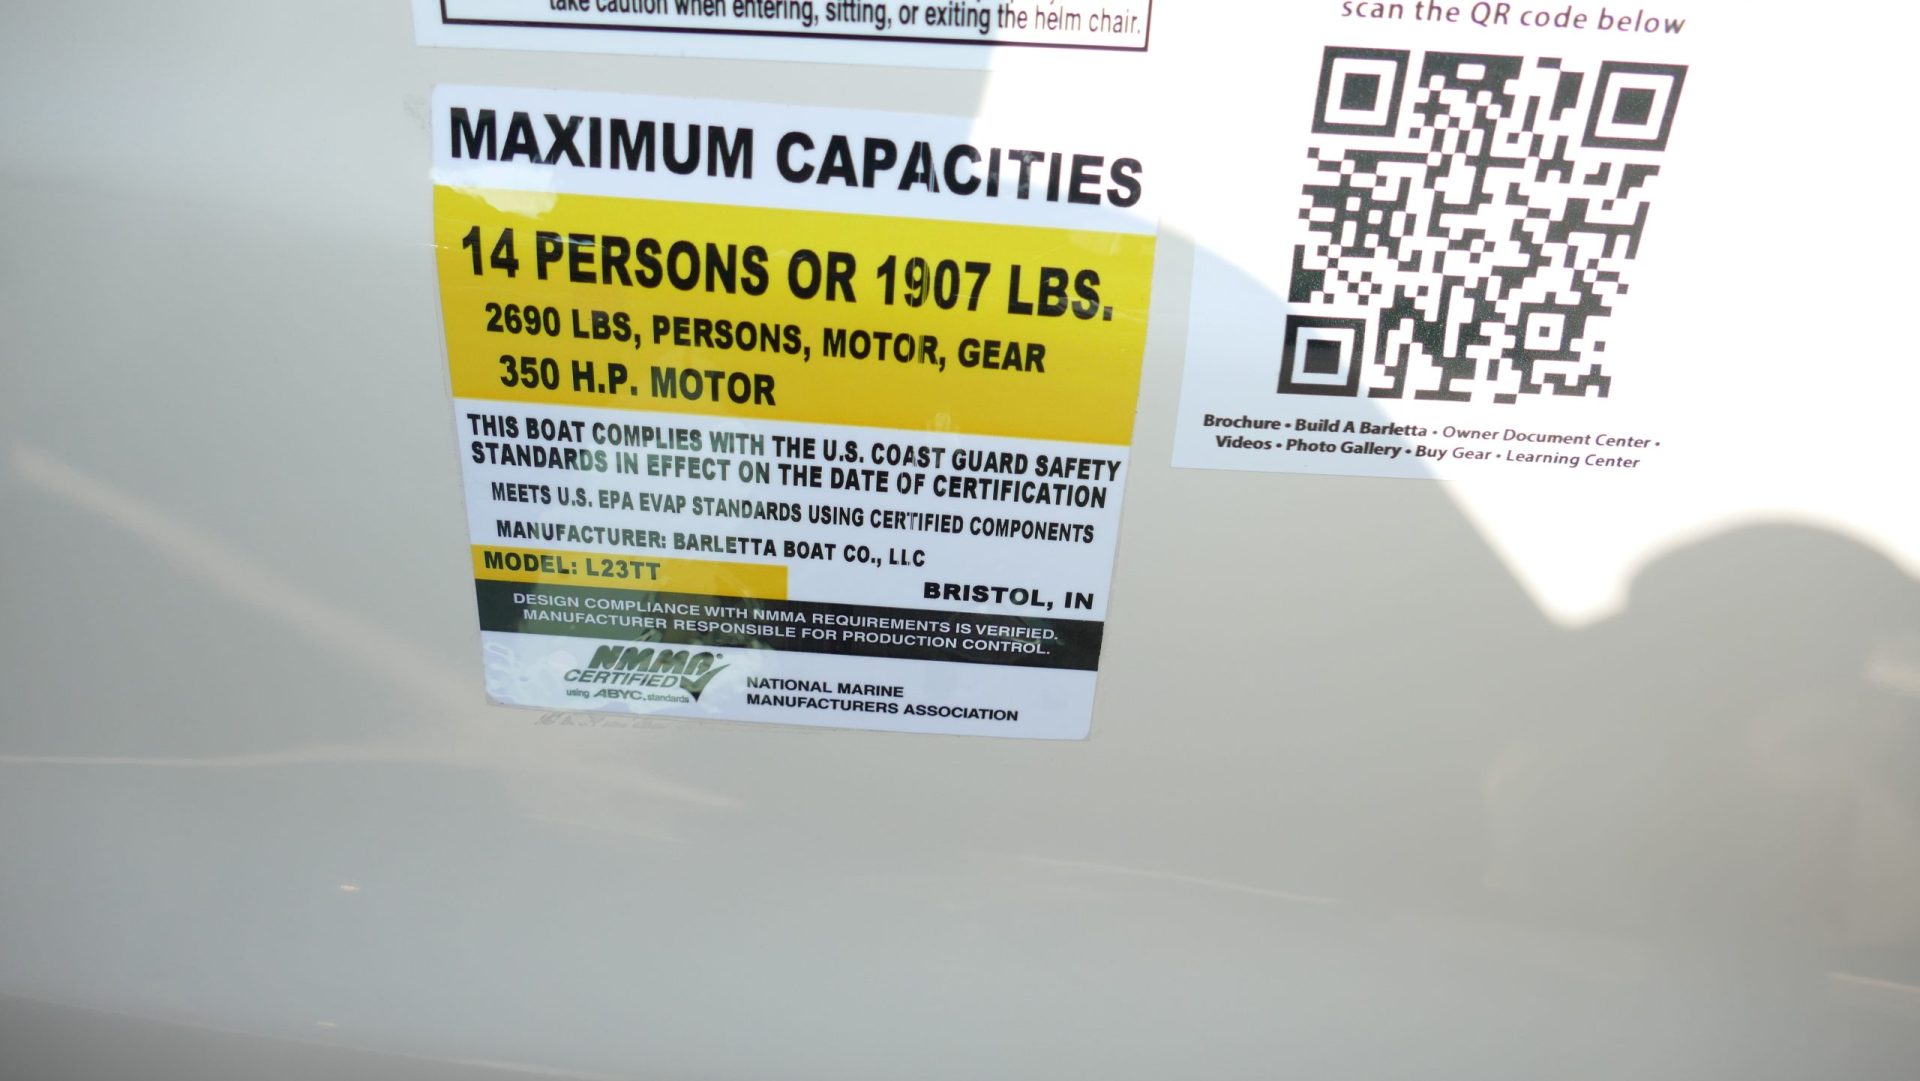 take caution when entering, sitting, or exiting the helm chair.
MAXIMUM CAPACITIES
14 PERSONS OR 1907 LBS.
2690 LBS, PERSONS, MOTOR, GEAR
350 H.P. MOTOR
THIS BOAT COMPLIES WITH THE U.S. COAST GUARD SAFETY
STANDARDS IN EFFECT ON THE DATE OF CERTIFICATION
MEETS U.S. EPA EVAP STANDARDS USING CERTIFIED COMPONENTS
MANUFACTURER: BARLETTA BOAT CO., LLC
MODEL: L23TT
BRISTOL, IN
DESIGN COMPLIANCE WITH NMMA REQUIREMENTS IS VERIFIED.
MANUFACTURER RESPONSIBLE FOR PRODUCTION CONTROL.
NMMA®
CERTIFIED
using ABYC. standards
NATIONAL MARINE
MANUFACTURERS ASSOCIATION
scan the QR code below
Brochure • Build A Barletta • Owner Document Center •
Videos • Photo Gallery • Buy Gear • Learning Center